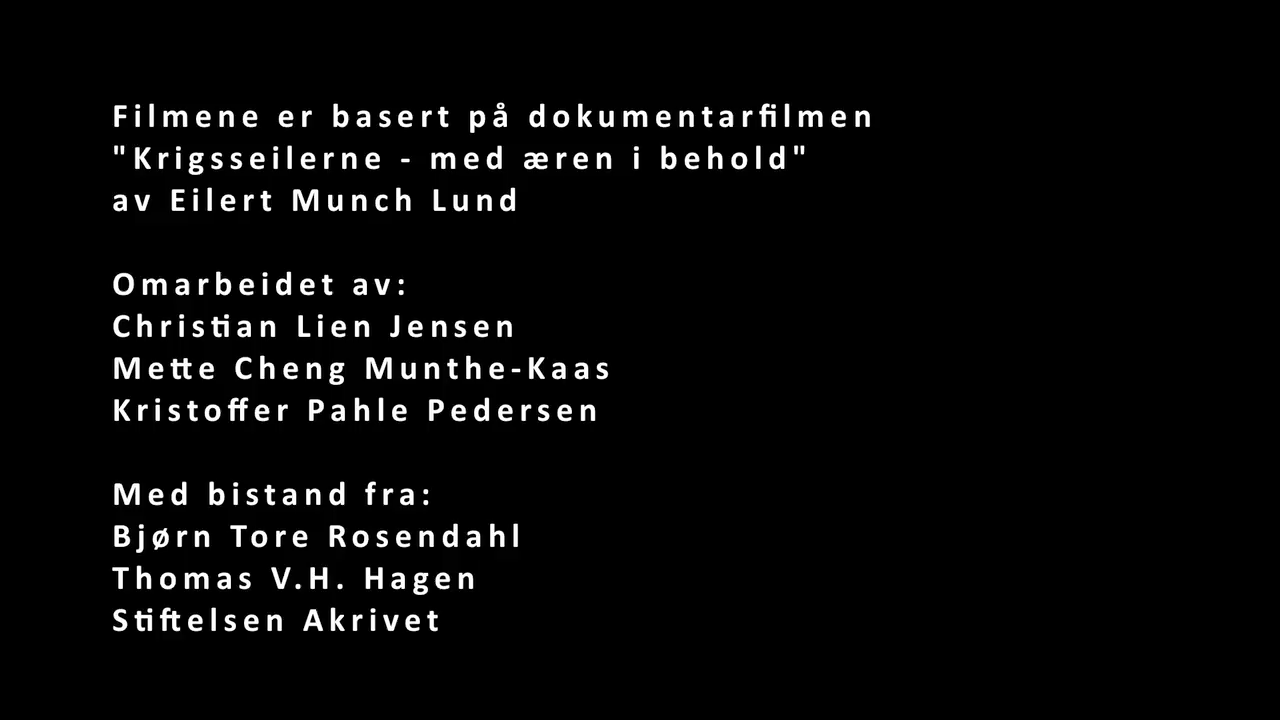 Filmene er basert på dokumentarfilmen
"Krigsseilerne - med æren i behold"
av Eilert Munch Lund
Omarbeidet av:
Christian Lien Jensen
Mette Cheng Munthe-Kaas
Kristoffer Pahle Pedersen
Med bistand fra:
Bjørn Tore Rosendahl
Thomas V.H. Hagen
Stiftelsen Akrivet